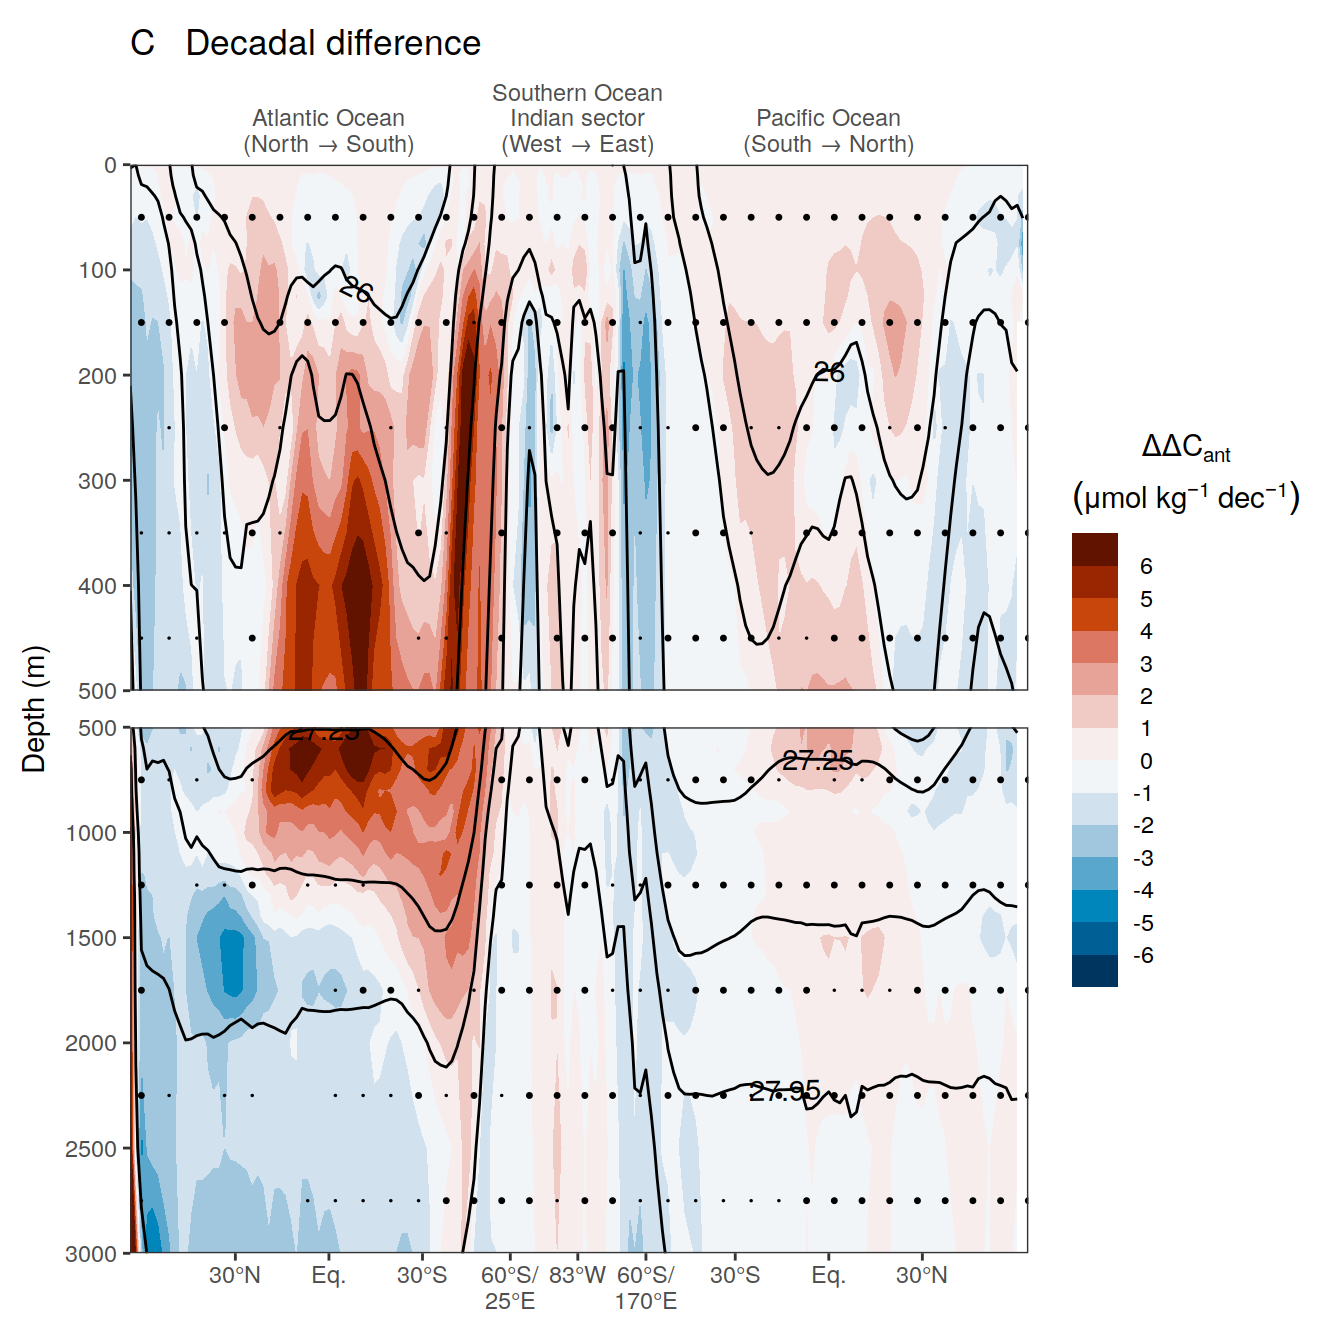 C Decadal difference
Atlantic Ocean
(North → South)
Southern Ocean
Indian sector
(West → East)
Pacific Ocean
(South → North)
0
100
200
300
400
500
26
26
500
1000
1500
2000
2500
3000
27.25
27.25
27.95
Depth (m)
30°N
Eq.
30°S
60°S/
25°E
83°W
60°S/
170°E
30°S
Eq.
30°N
ΔΔCant
(μmol kg−1 dec−1)
6
5
4
3
2
1
0
-1
-2
-3
-4
-5
-6